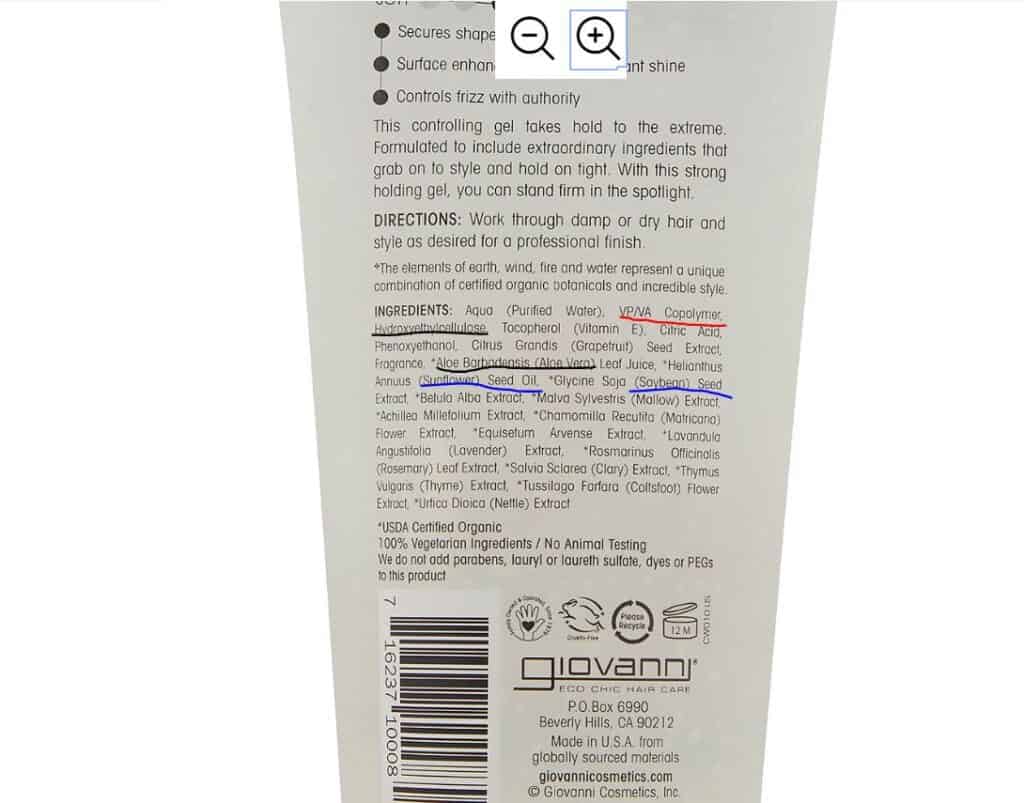 Secures shape
Surface enhan
nt shine
Controls frizz with authority
This controlling gel takes hold to the extreme.
Formulated to include extraordinary ingredients that
grab on to style and hold on tight. With this strong
holding gel, you can stand firm in the spotlight.
DIRECTIONS: Work through damp or dry hair and
style as desired for a professional finish.
*The elements of earth, wind, fire and water represent a unique
combination of certified organic botanicals and incredible style.
INGREDIENTS: Aqua (Purified Water), VP/VA Copolymer,
Hydroxyethylcellulose, Tocopherol (Vitamin E), Citric Acid,
Phenoxyethanol, Citrus Grandis (Grapefruit) Seed Extract,
Fragrance, *Aloe Barbadensis (Aloe Vera) Leaf Juice, *Helianthus
Annuus (Sunflower) Seed Oil, *Glycine Soja (Soybean) Seed
Extract, *Betula Alba Extract, *Malva Sylvestris (Mallow) Extract,
*Achillea Millefolium Extract, *Chamomilla Recutita (Matricaria)
Flower Extract, *Equisetum Arvense Extract, *Lavandula
Angustifolia (Lavender) Extract, *Rosmarinus Officinalis
(Rosemary) Leaf Extract, *Salvia Sclarea (Clary) Extract, *Thymus
Vulgaris (Thyme) Extract, *Tussilago Farfara (Coltsfoot) Flower
Extract, *Urtica Dioica (Nettle) Extract
*USDA Certified Organic
100% Vegetarian Ingredients / No Animal Testing
We do not add parabens, lauryl or laureth sulfate, dyes or PEGs
to this product
7 16237 10008
Cruelty-Free
Please
Recycle
12 M
giovanni
ECO CHIC HAIR CARE
P.O.Box 6990
Beverly Hills, CA 90212
Made in U.S.A. from
globally sourced materials
giovannicosmetics.com
© Giovanni Cosmetics, Inc.